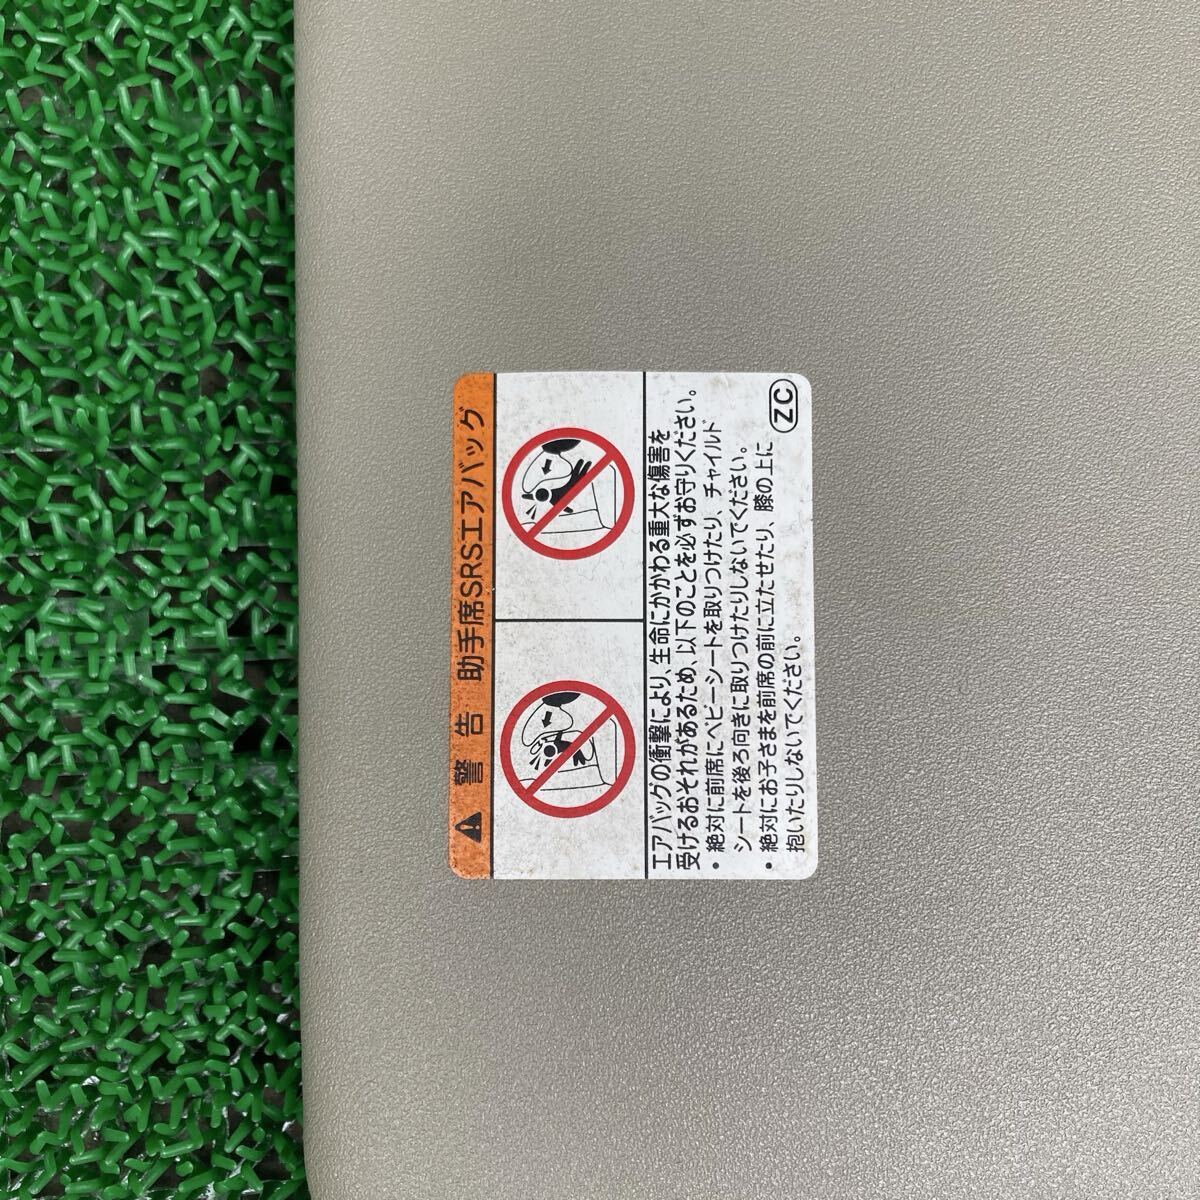 警告 助手席SRSエアバッグ
エアバッグの衝撃により、生命にかかわる重大な傷害を
受けるおそれがあるため、以下のことを必ずお守りください。
・絶対に前席にベビーシートを取りつけたり、チャイルド
シートを後ろ向きに取りつけたりしないでください。
・絶対にお子さまを前席の前に立たせたり、膝の上に
抱いたりしないでください。
ZC